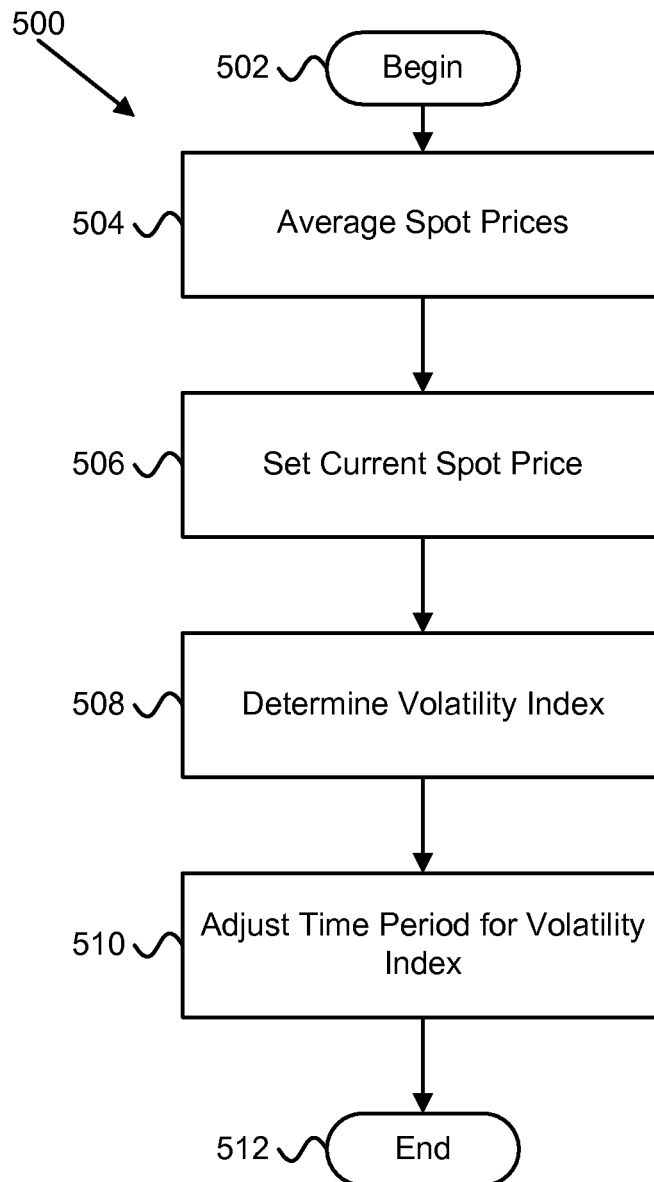 500
502
Begin
504
Average Spot Prices
506
Set Current Spot Price
508
Determine Volatility Index
510
Adjust Time Period for Volatility
Index
512
End